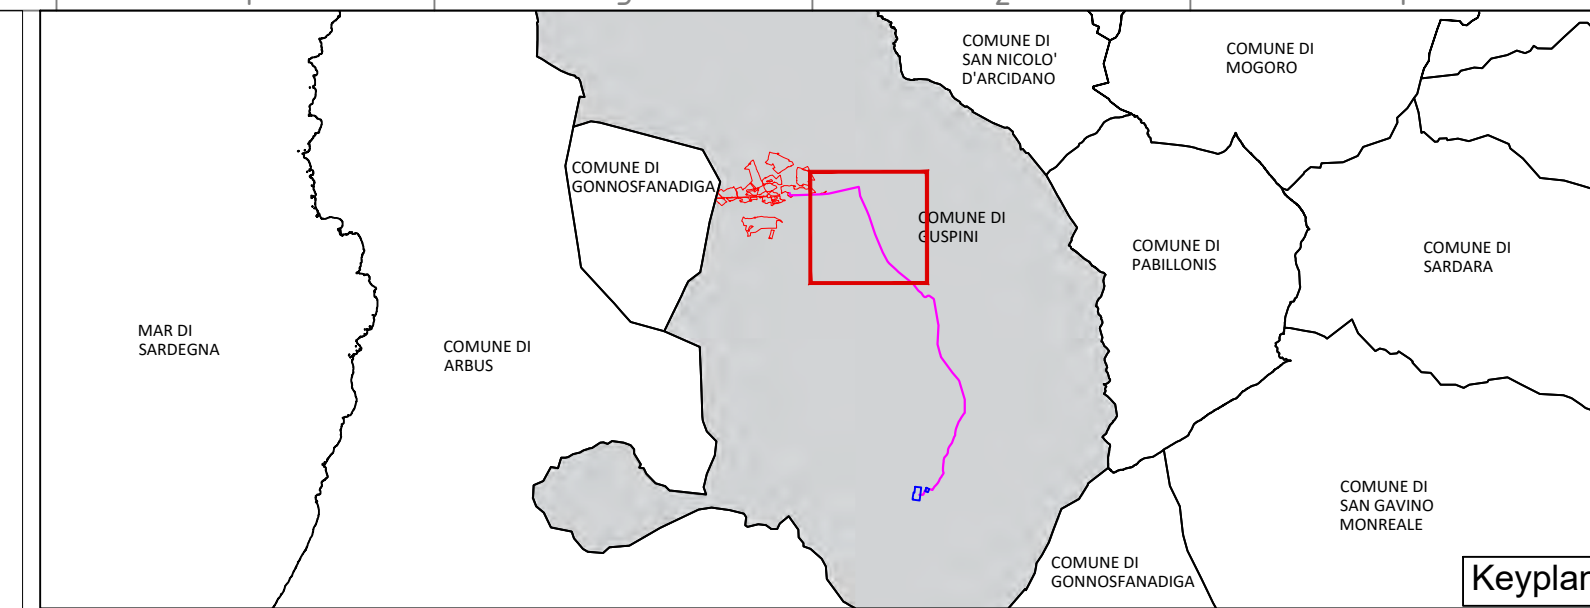 COMUNE DI
SAN NICOLO'
D'ARCIDANO
COMUNE DI
MOGORO
COMUNE DI
GONNOSFANADIGA
COMUNE DI
GUSPINI
COMUNE DI
PABILLONIS
COMUNE DI
SARDARA
MAR DI
SARDEGNA
COMUNE DI
ARBUS
COMUNE DI
SAN GAVINO
MONREALE
COMUNE DI
GONNOSFANADIGA
Keyplan